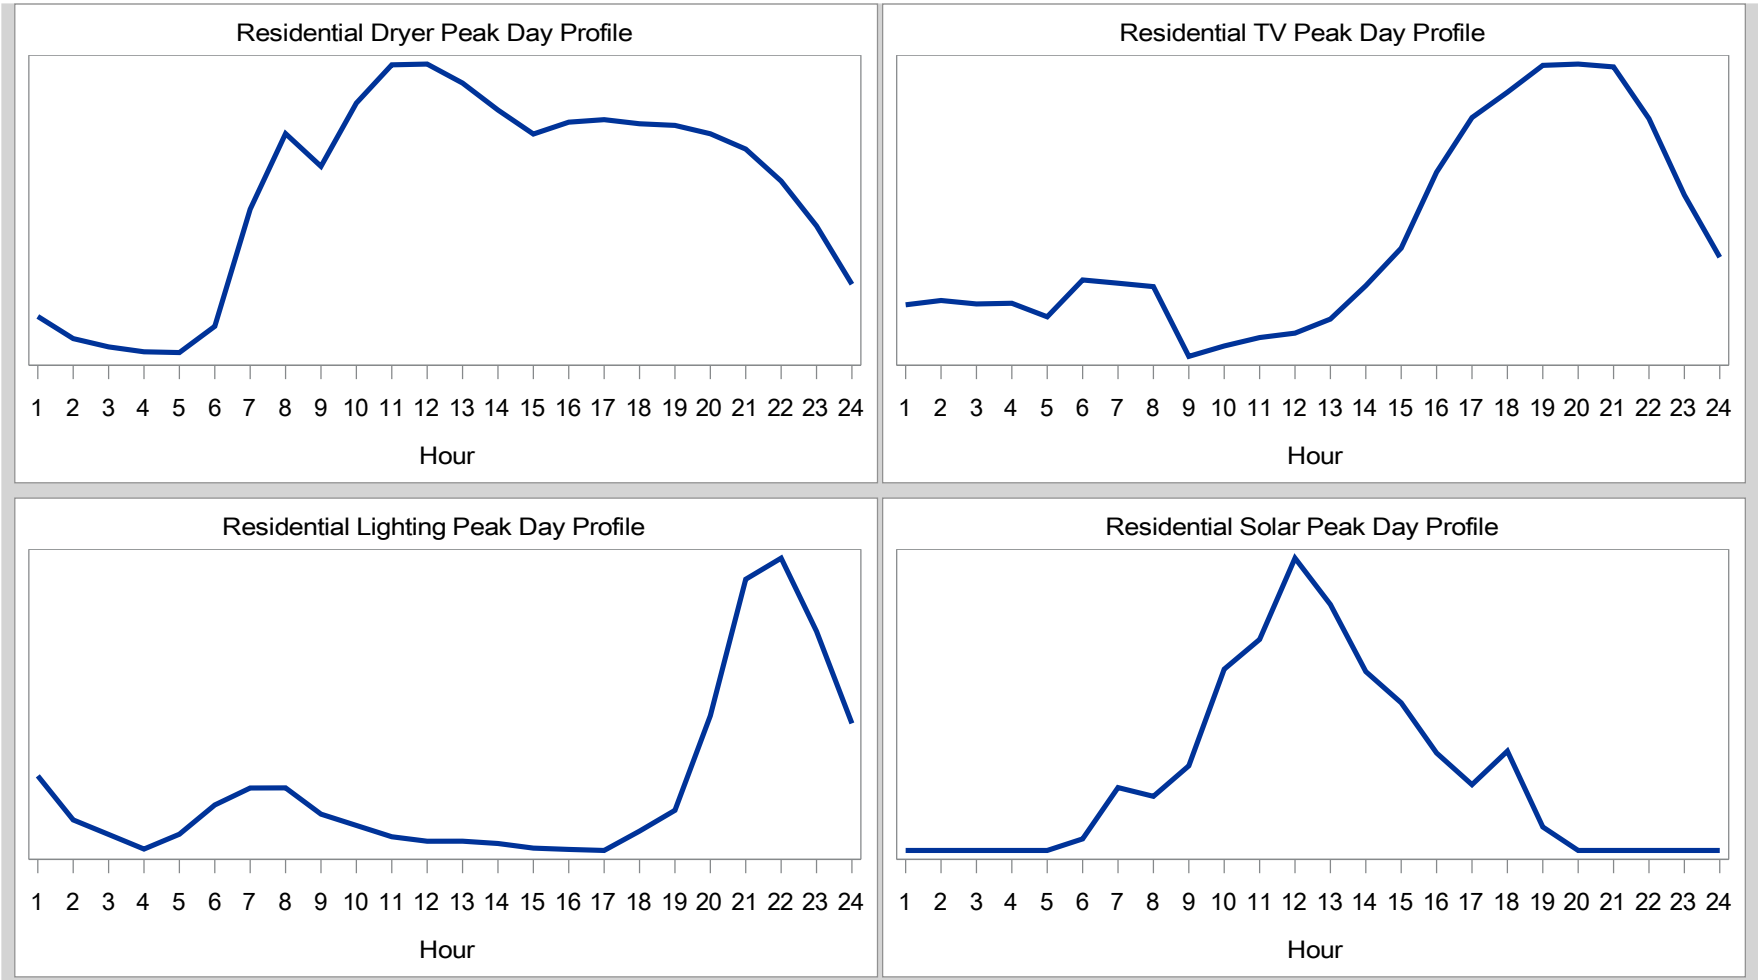 Residential Dryer Peak Day Profile
1 2 3 4 5 6 7 8 9 10 11 12 13 14 15 16 17 18 19 20 21 22 23 24
Hour
Residential TV Peak Day Profile
1 2 3 4 5 6 7 8 9 10 11 12 13 14 15 16 17 18 19 20 21 22 23 24
Hour
Residential Lighting Peak Day Profile
1 2 3 4 5 6 7 8 9 10 11 12 13 14 15 16 17 18 19 20 21 22 23 24
Hour
Residential Solar Peak Day Profile
1 2 3 4 5 6 7 8 9 10 11 12 13 14 15 16 17 18 19 20 21 22 23 24
Hour